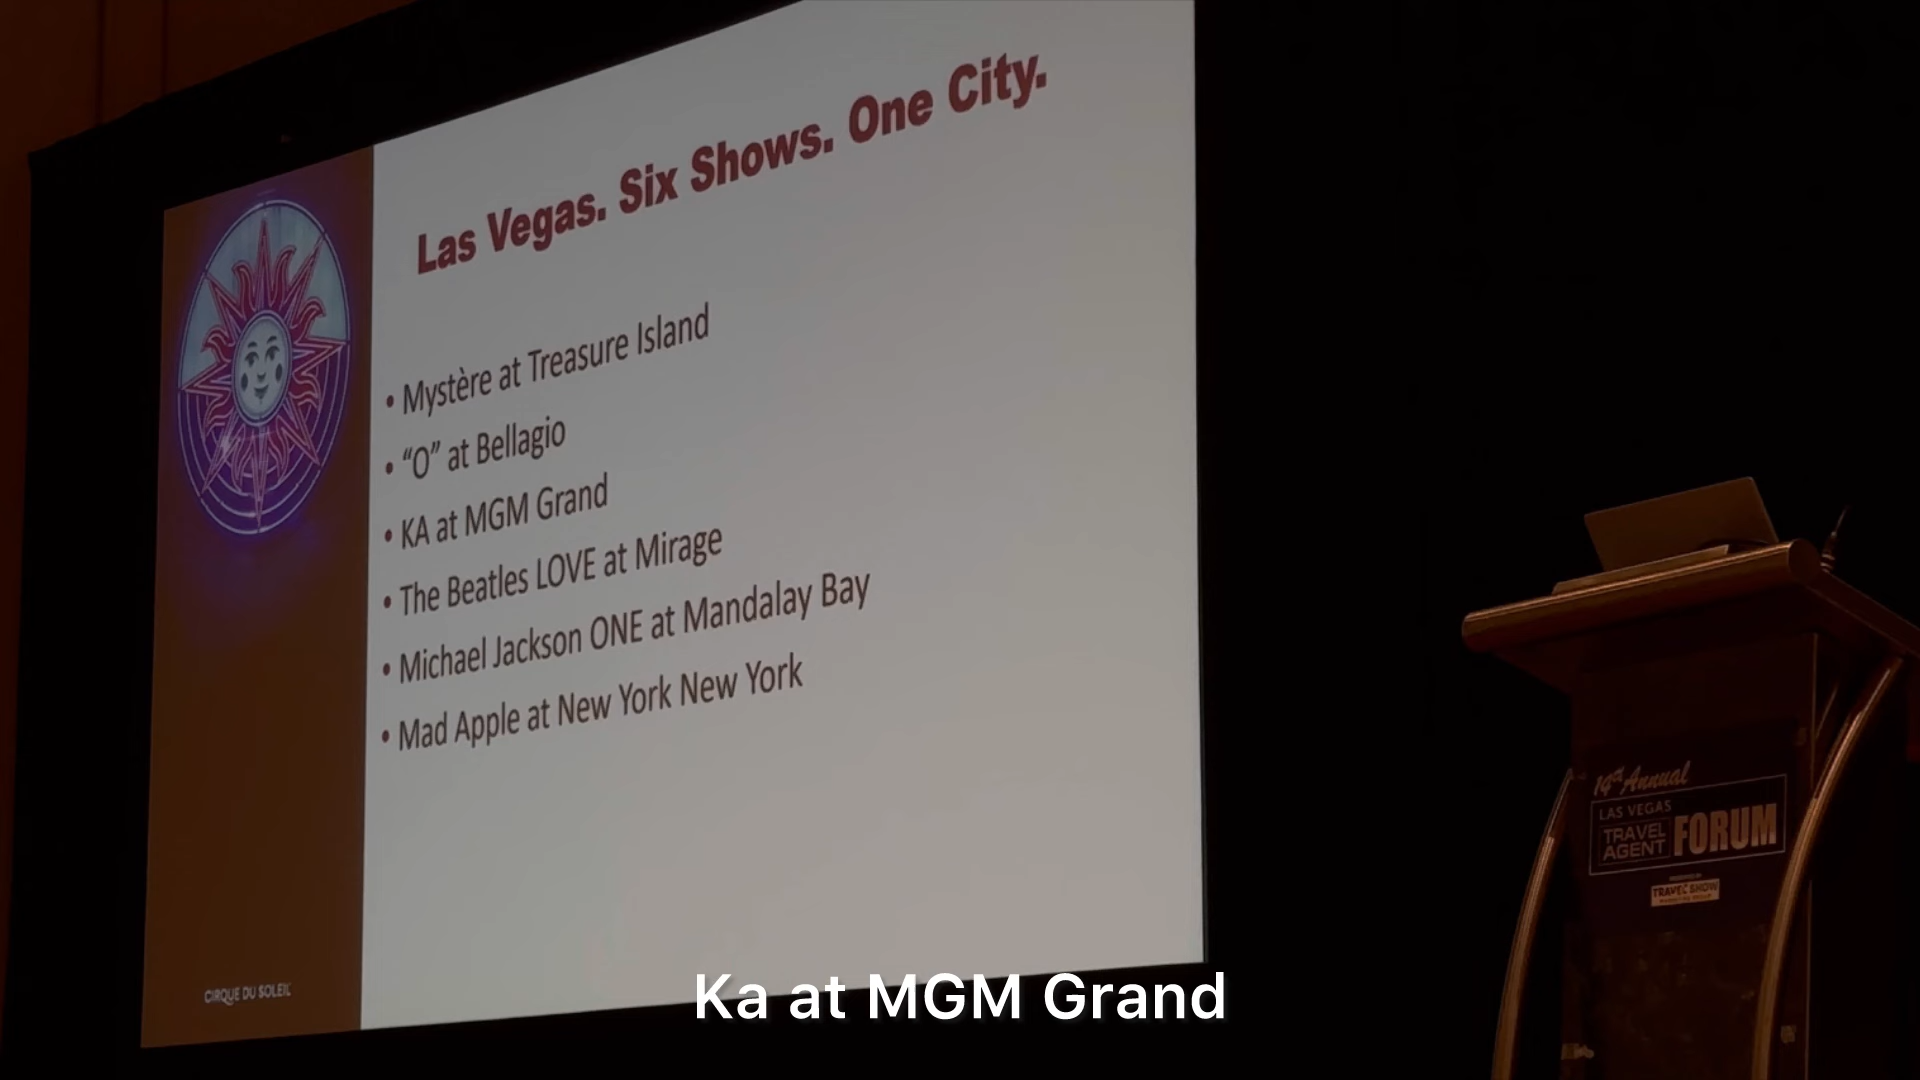 Las Vegas. Six Shows. One City.
• Mystère at Treasure Island
• “O” at Bellagio
• KA at MGM Grand
• The Beatles LOVE at Mirage
• Michael Jackson ONE at Mandalay Bay
• Mad Apple at New York New York
CIRQUE DU SOLEIL
14th Annual
LAS VEGAS
TRAVEL
AGENT
FORUM
TRAVEL SHOW
Ka at MGM Grand